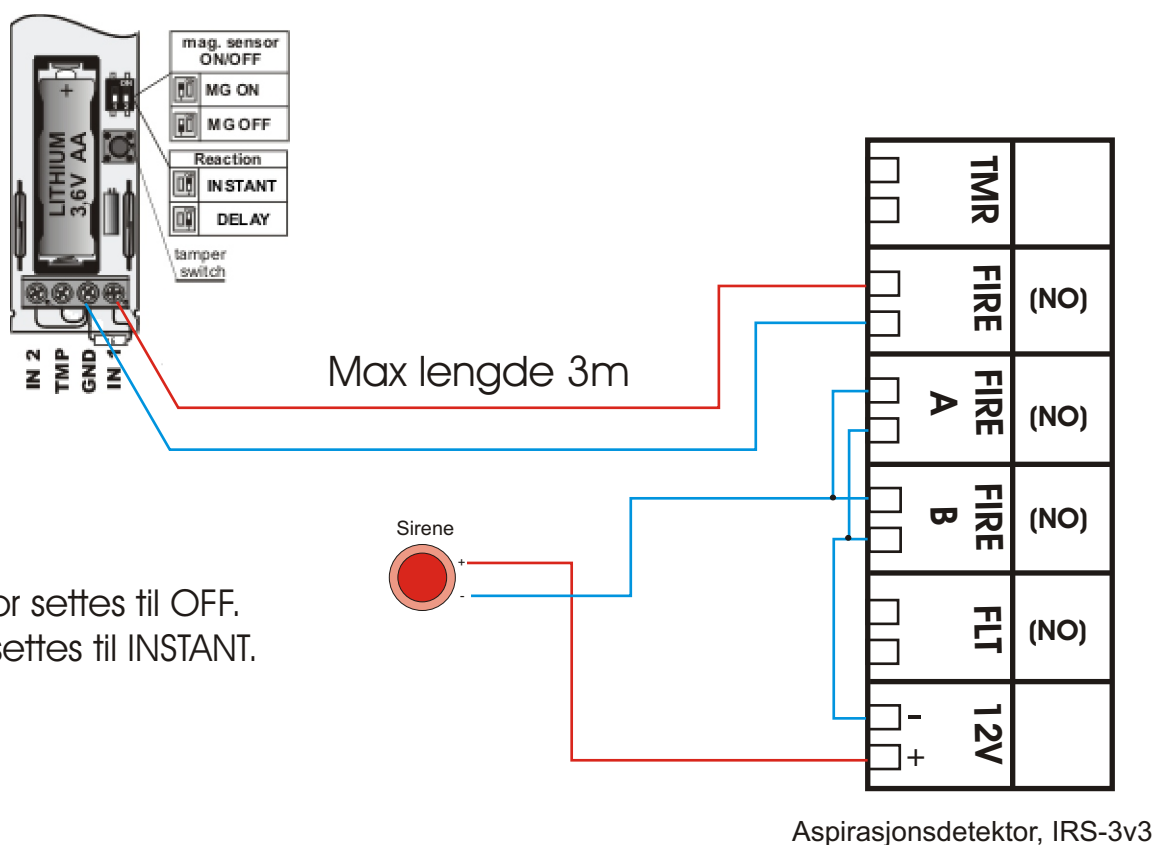 mag. sensor
ON/OFF
MG ON
MG OFF
Reaction
INSTANT
DELAY
tamper
switch
ON
+
LITHIUM
3,6V AA
IN 2
TMP
GND
IN 1
Max lengde 3m
Sirene
+
-
or settes til OFF.
settes til INSTANT.
TMR
FIRE
(NO)
FIRE
A
(NO)
FIRE
B
(NO)
FLT
(NO)
12V
-
+
Aspirasjonsdetektor, IRS-3v3